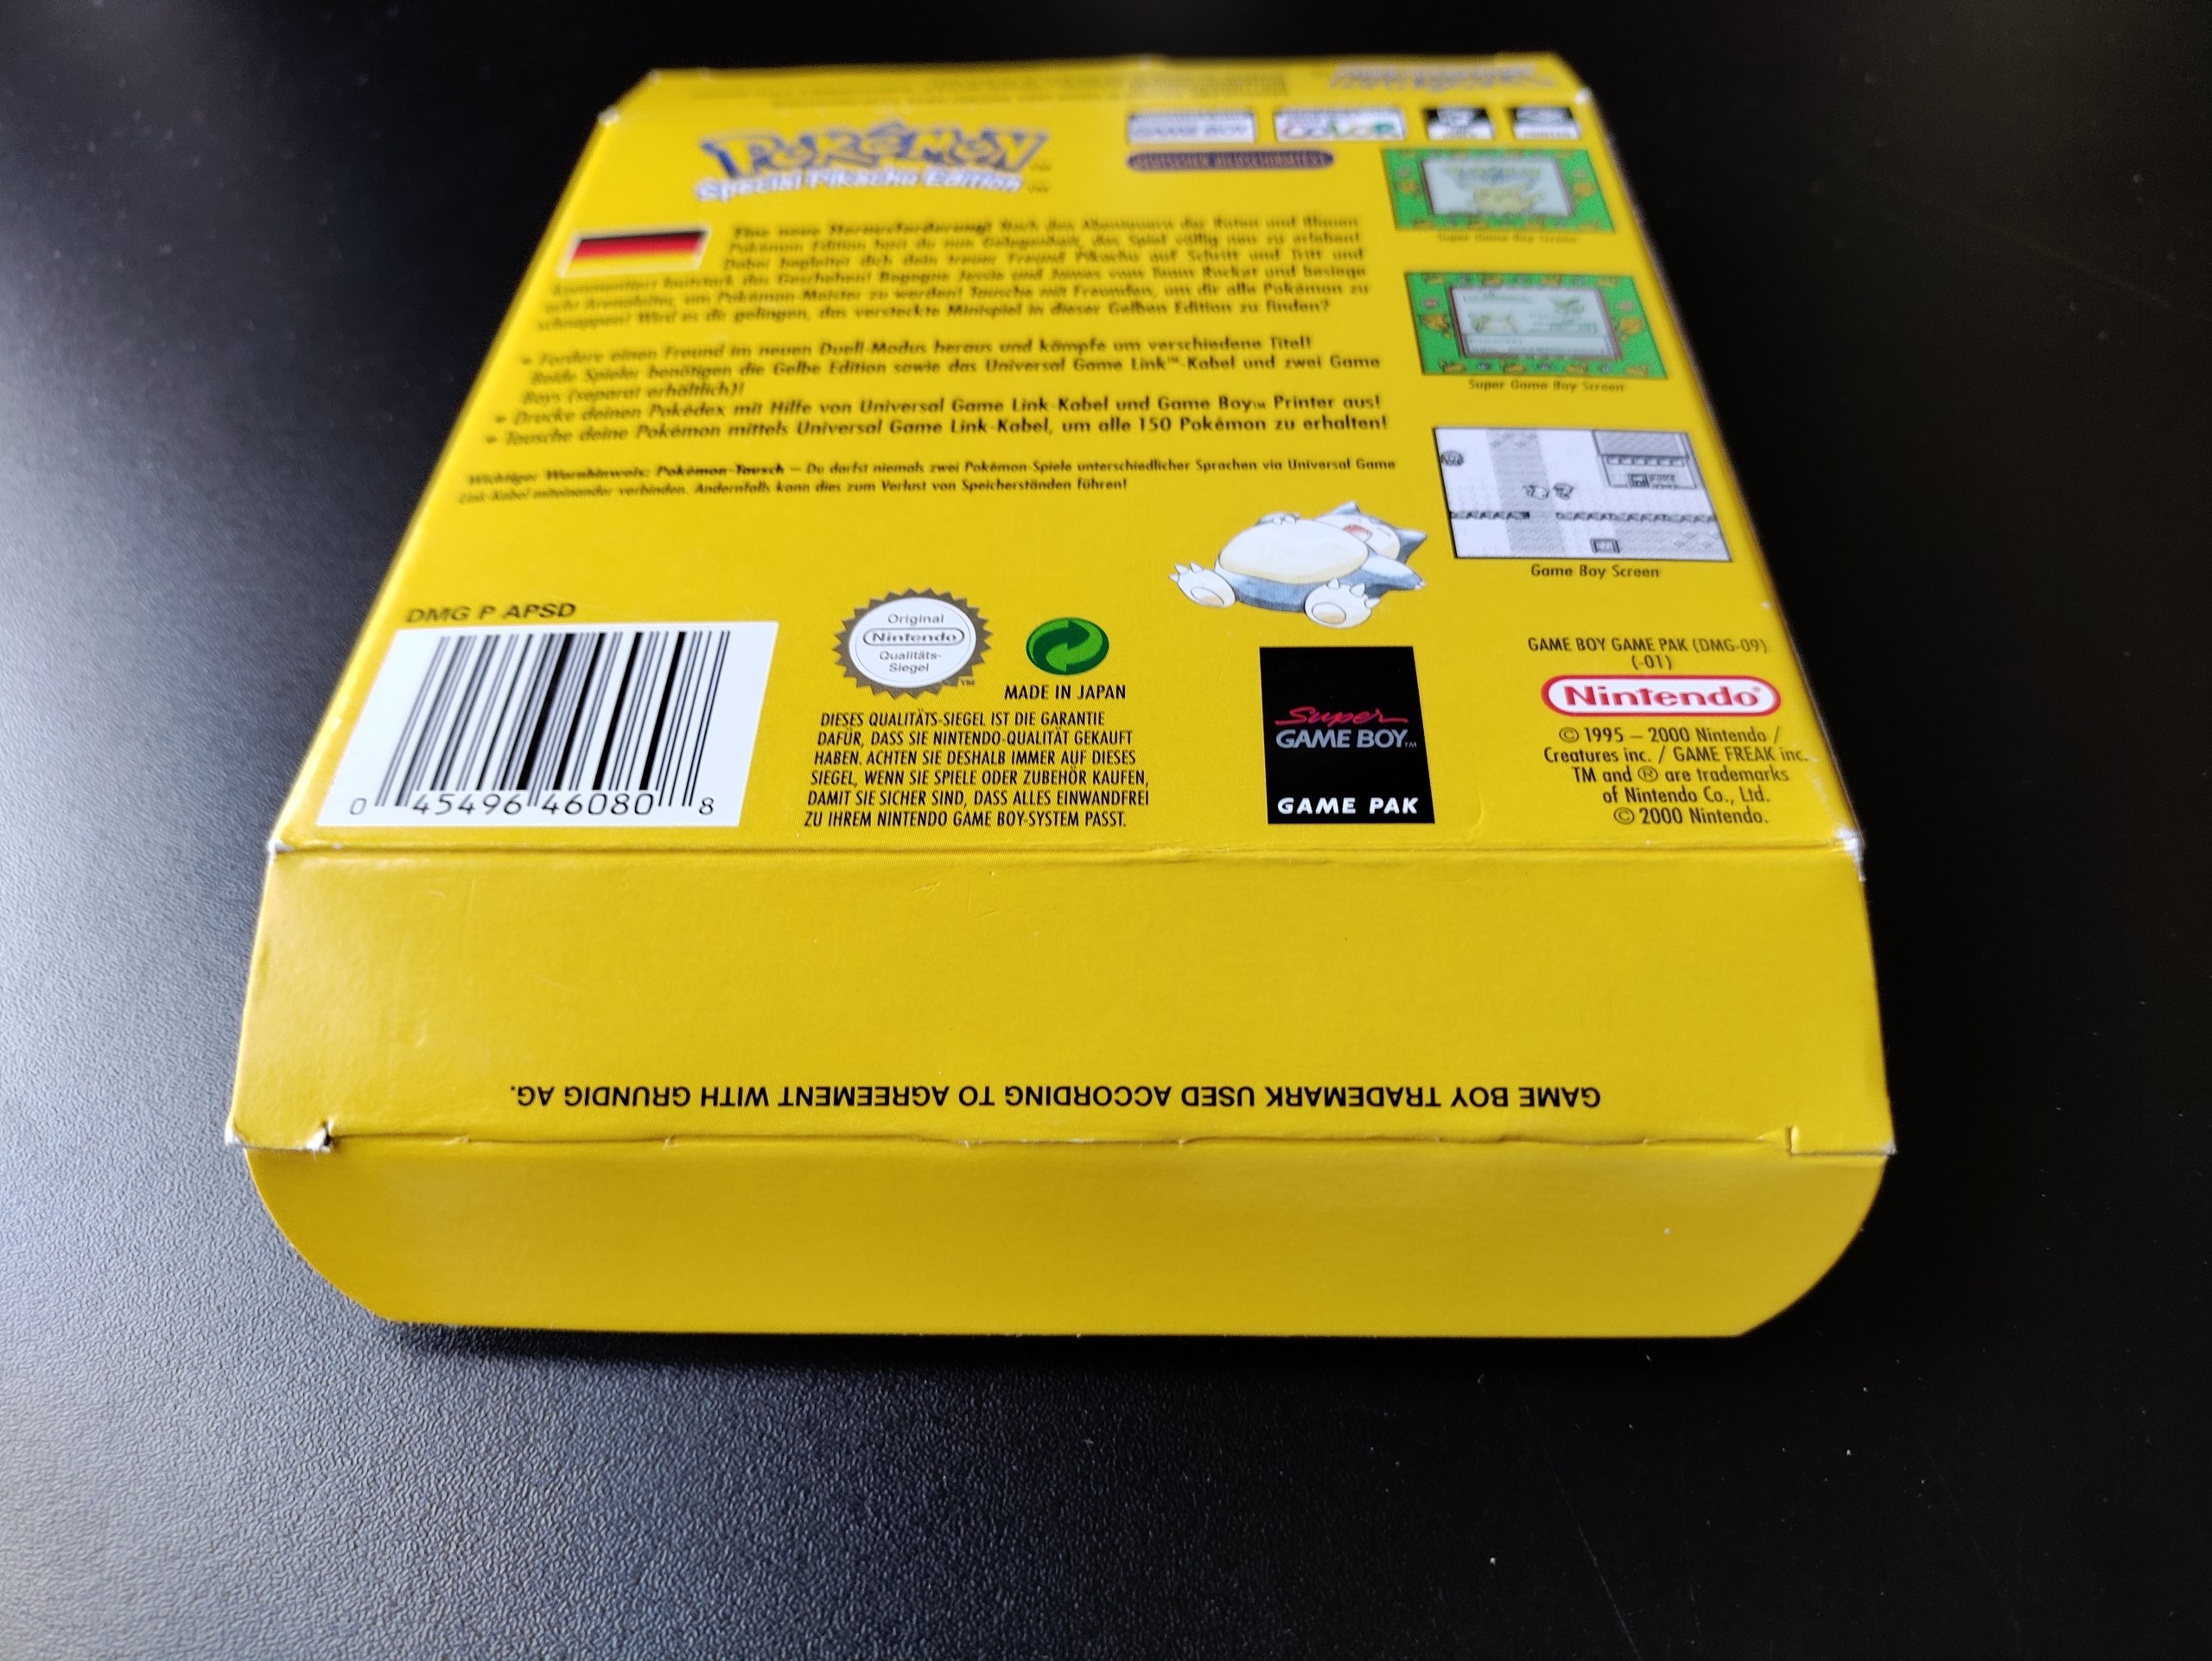 POKéMON™
Special Pikachu Edition™
GAME BOY
COLOR
DEUTSCHER BILDSCHIRMTEXT
Eine neue Herausforderung! Nach den Abenteuern der Roten und Blauen
Pokémon Edition hast du nun Gelegenheit, das Spiel völlig neu zu erleben!
Dabei begleitet dich dein treuer Freund Pikachu auf Schritt und Tritt und
kommentiert lautstark das Geschehen! Begegne Jessie und James vom Team Rocket und besiege
acht Arenaleiter, um Pokémon-Meister zu werden! Tausche mit Freunden, um dir alle Pokémon zu
schnappen! Wird es dir gelingen, das versteckte Minispiel in dieser Gelben Edition zu finden?
Super Game Boy Screen
Fordere einen Freund im neuen Duell-Modus heraus und kämpfe um verschiedene Titel!
Beide Spieler benötigen die Gelbe Edition sowie das Universal Game Link™-Kabel und zwei Game
Boys (separat erhältlich)!
Drucke deinen Pokédex mit Hilfe von Universal Game Link-Kabel und Game Boy™ Printer aus!
Tausche deine Pokémon mittels Universal Game Link-Kabel, um alle 150 Pokémon zu erhalten!
Super Game Boy Screen
Wichtiger Warnhinweis: Pokémon-Tausch – Du darfst niemals zwei Pokémon-Spiele unterschiedlicher Sprachen via Universal Game
Link-Kabel miteinander verbinden. Andernfalls kann dies zum Verlust von Speicherständen führen!
Game Boy Screen
DMG P APSD
0 45496 46080 8
Original
Nintendo
Qualitäts-
Siegel
™
MADE IN JAPAN
DIESES QUALITÄTS-SIEGEL IST DIE GARANTIE
DAFÜR, DASS SIE NINTENDO-QUALITÄT GEKAUFT
HABEN. ACHTEN SIE DESHALB IMMER AUF DIESES
SIEGEL, WENN SIE SPIELE ODER ZUBEHÖR KAUFEN,
DAMIT SIE SICHER SIND, DASS ALLES EINWANDFREI
ZU IHREM NINTENDO GAME BOY-SYSTEM PASST.
Super
GAME BOY™
GAME PAK
GAME BOY GAME PAK (DMG-09)
(-01)
Nintendo®
© 1995 – 2000 Nintendo /
Creatures inc. / GAME FREAK inc.
TM and ® are trademarks
of Nintendo Co., Ltd.
© 2000 Nintendo.
GAME BOY TRADEMARK USED ACCORDING TO AGREEMENT WITH GRUNDIG AG.